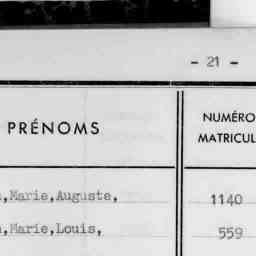 - 21 -
PRÉNOMS
NUMÉRO
MATRICUL
,Marie,Auguste,
1140
,Marie,Louis,
559